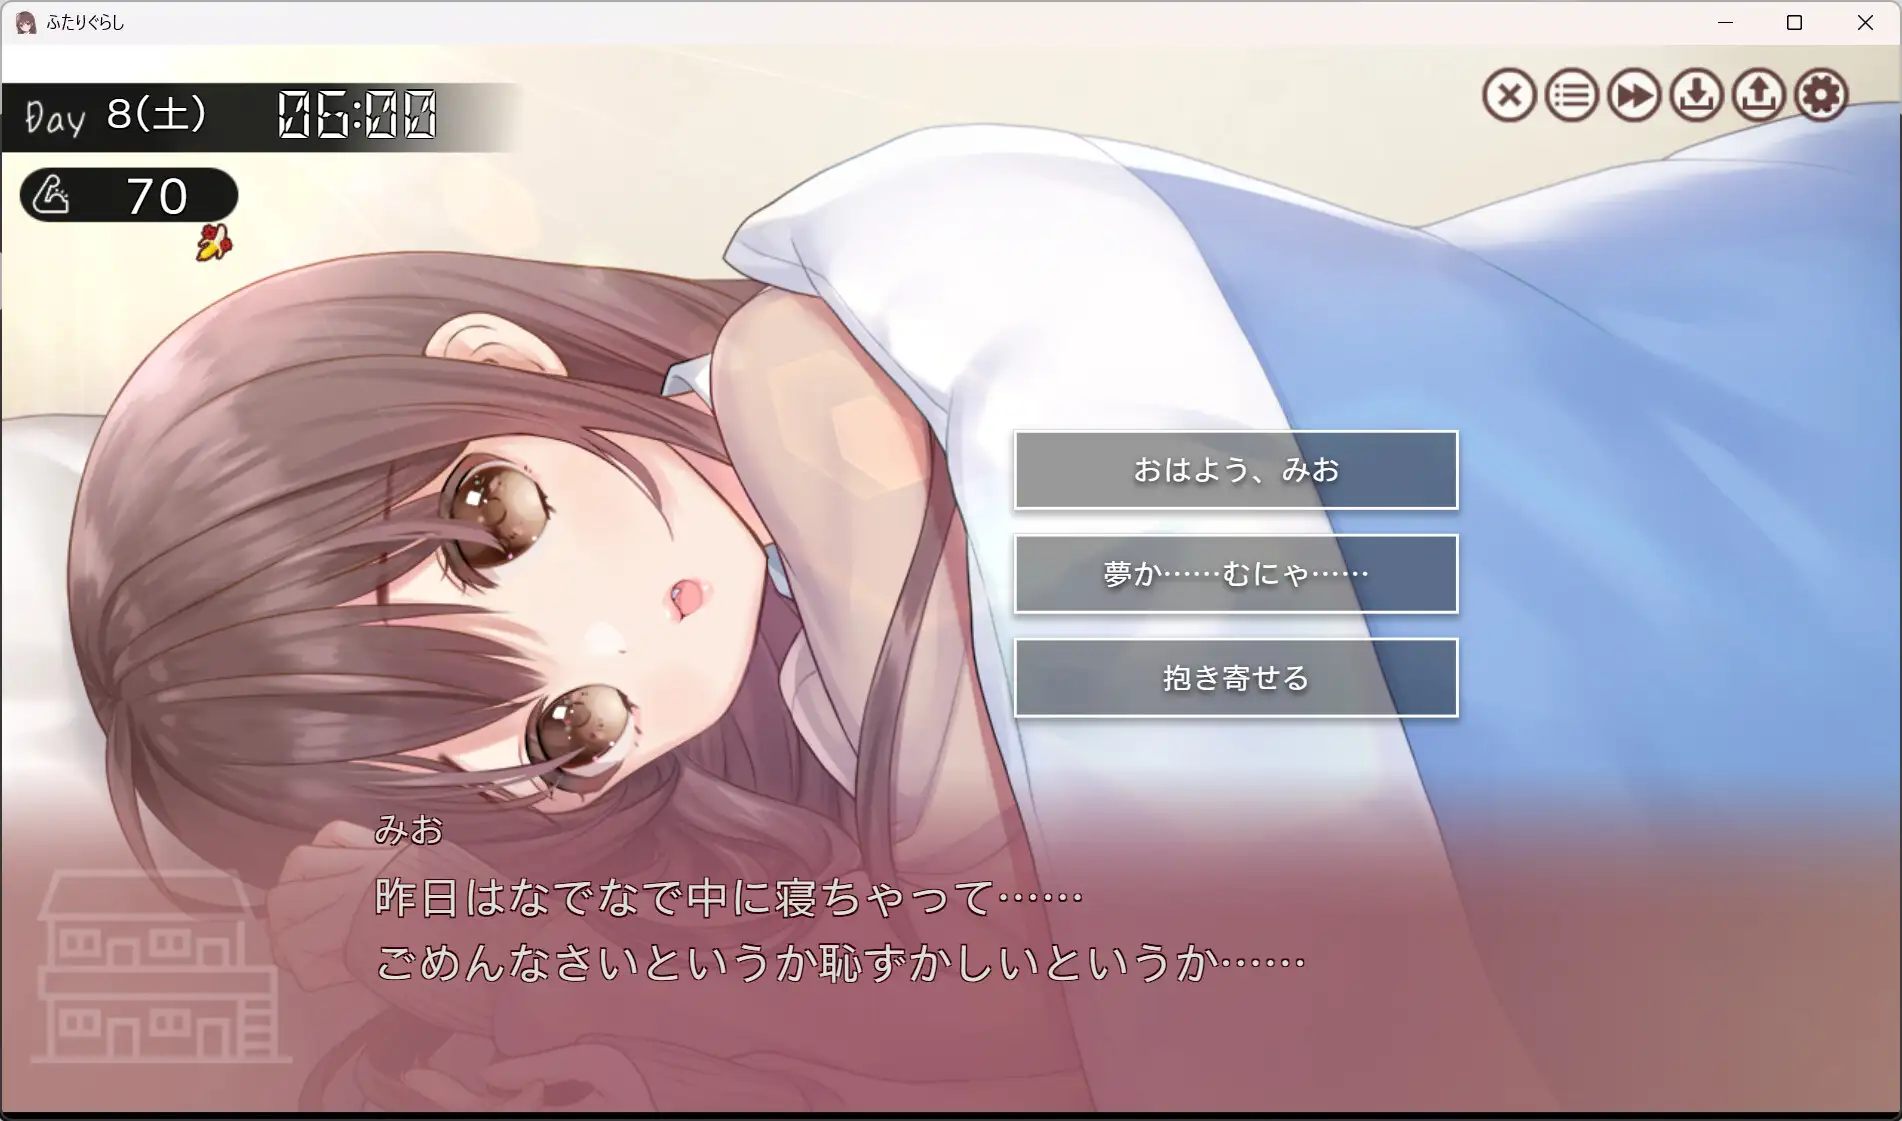 ふたりぐらし
Day 8(土) 06:00
70
おはよう、みお
夢か……むにゃ……
抱き寄せる
みお
昨日はなでなで中に寝ちゃって……
ごめんなさいというか恥ずかしいというか……